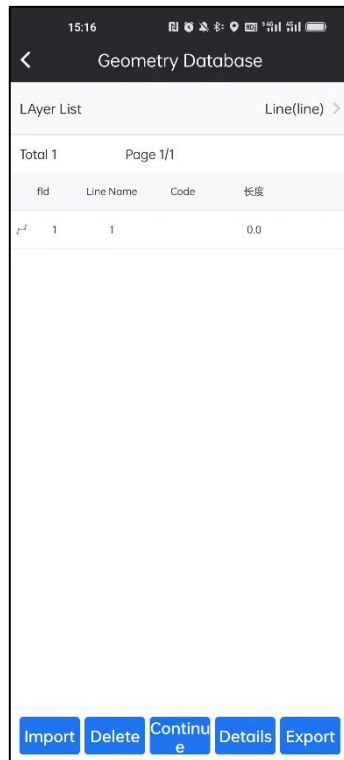 15:16
Geometry Database
LAyer List Line(line)
Total 1 Page 1/1
fId Line Name Code 长度
1 1 0.0
Import Delete Continu
e Details Export